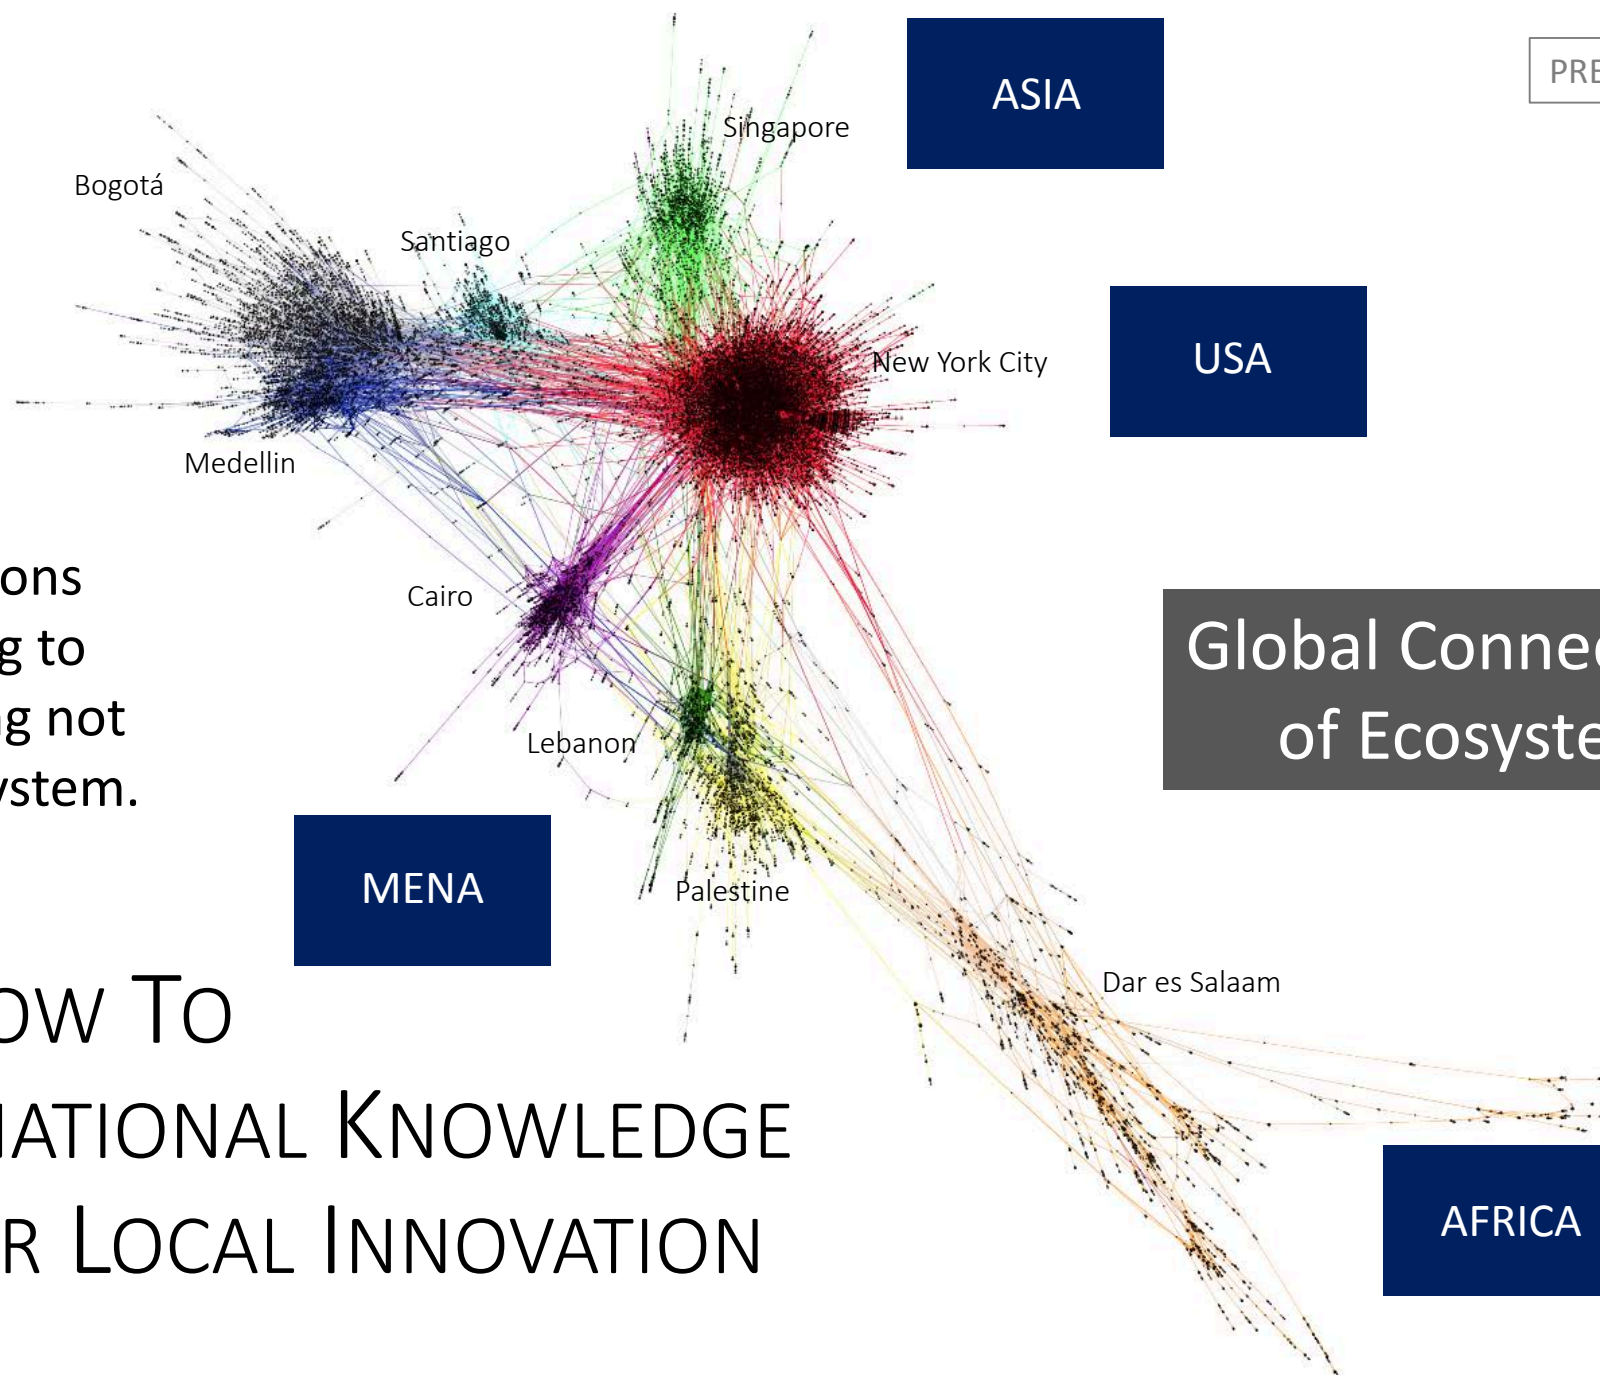 ASIA
PRE
Singapore
Bogotá
Santiago
New York City
USA
Medellin
ons
g to
g not
ystem.
Cairo
Global Connec
of Ecosyste
Lebanon
MENA
Palestine
Dar es Salaam
OW TO
NATIONAL KNOWLEDGE
R LOCAL INNOVATION
AFRICA